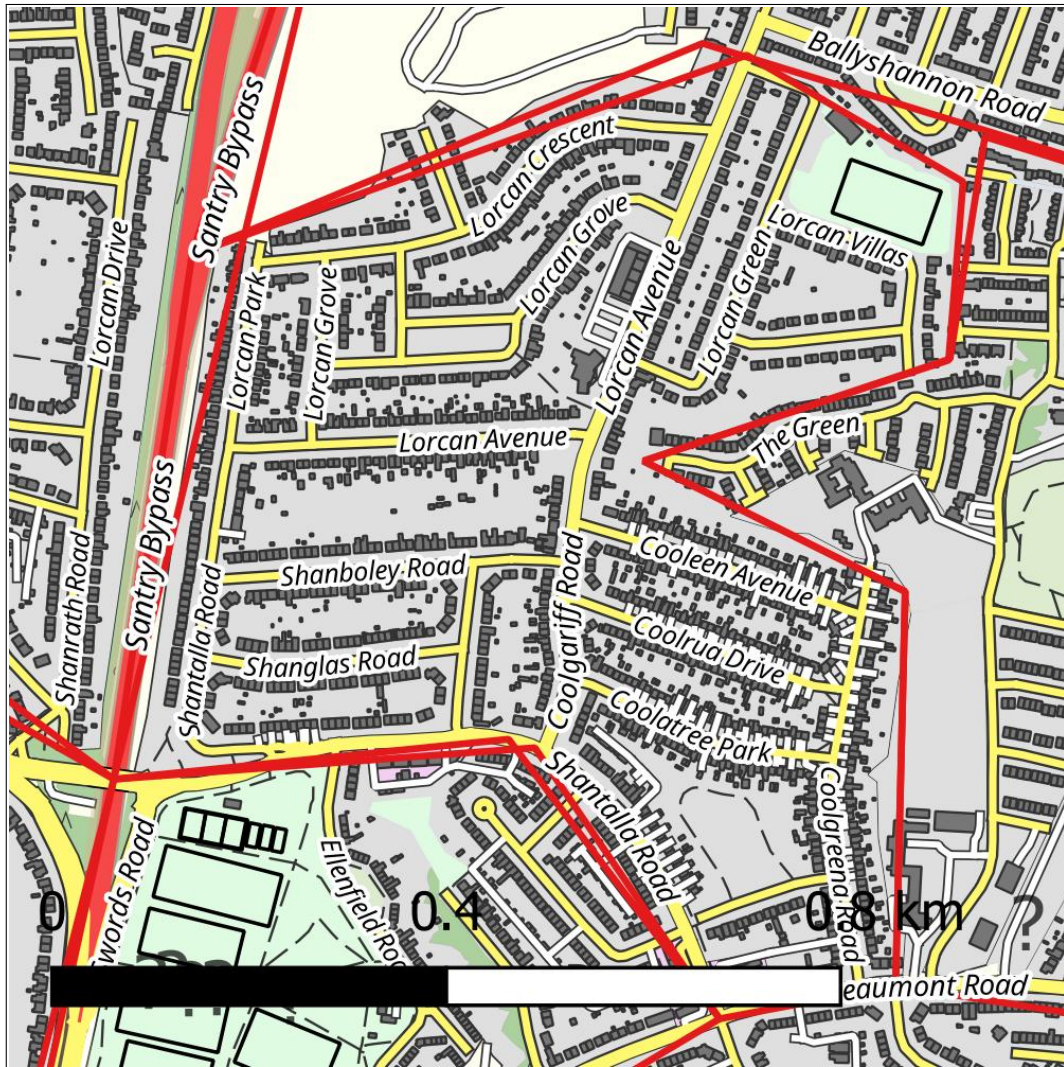 Ballyshannon Road
Santry Bypass
Lorcan Crescent
Lorcan Grove
Lorcan Villas
Lorcan Drive
Lorcan Park
Lorcan Grove
Lorcan Avenue
Lorcan Green
The Green
Lorcan Avenue
Santry Bypass
Shanboley Road
Coolgariff Road
Cooleen Avenue
Shanrath Road
Shantalla Road
Shanglas Road
Coolrua Drive
Coolatree Park
Shantalla Road
Coolgreena Road
Swords Road
Ellenfield Road
0 0.4 0.8 km
?
eaumont Road